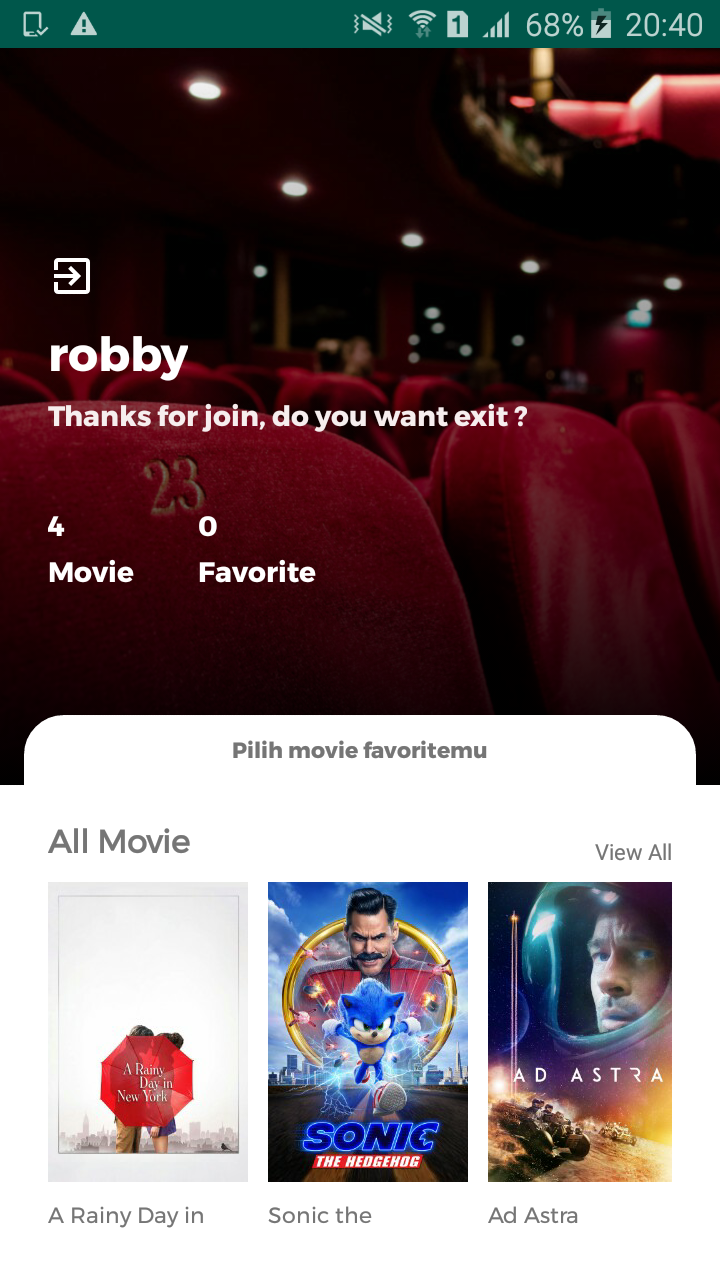 68% 20:40
robby
Thanks for join, do you want exit ?
23
4 0
Movie Favorite
Pilih movie favoritemu
All Movie
View All
A Rainy
Day in
New York
SONIC
THE HEDGEHOG
AD ASTRA
A Rainy Day in
Sonic the
Ad Astra